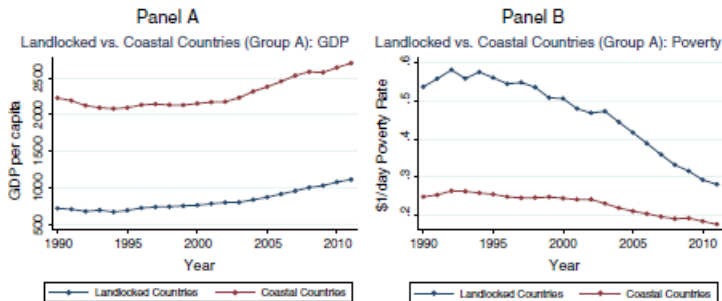 Panel A
Landlocked vs. Coastal Countries (Group A): GDP
GDP per capita
2500
2000
1500
1000
500
1990
1995
2000
2005
2010
Year
Landlocked Countries
Coastal Countries
Panel B
Landlocked vs. Coastal Countries (Group A): Poverty
$1/day Poverty Rate
.6
.5
.4
.3
.2
1990
1995
2000
2005
2010
Year
Landlocked Countries
Coastal Countries